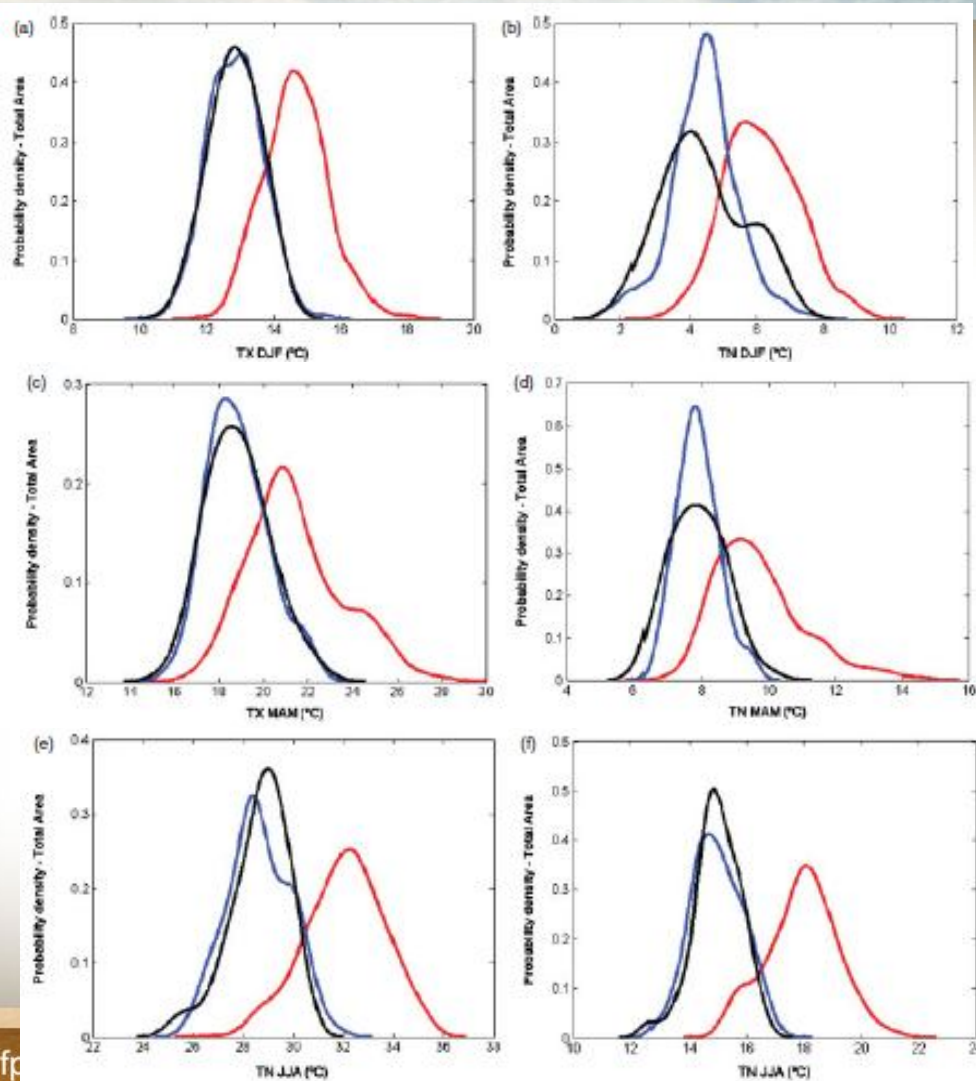 (a)
0.5
0.4
0.3
0.2
0.1
0
Probability density - Total Area
8 10 12 14 16 18 20
TX DJF (ºC)
(b)
0.5
0.4
0.3
0.2
0.1
0
Probability density - Total Area
0 2 4 6 8 10 12
TN DJF (ºC)
(c)
0.3
0.2
0.1
0
Probability density - Total Area
12 14 16 18 20 22 24 26 28 30
TX MAM (ºC)
(d)
0.7
0.6
0.5
0.4
0.3
0.2
0.1
0
Probability density - Total Area
4 6 8 10 12 14 16
TN MAM (ºC)
(e)
0.4
0.3
0.2
0.1
0
Probability density - Total Area
22 24 26 28 30 32 34 36
TN JJA (ºC)
(f)
0.4
0.3
0.2
0.1
0
Probability density - Total Area
10 12 14 16 18 20 22
TN JJA (ºC)